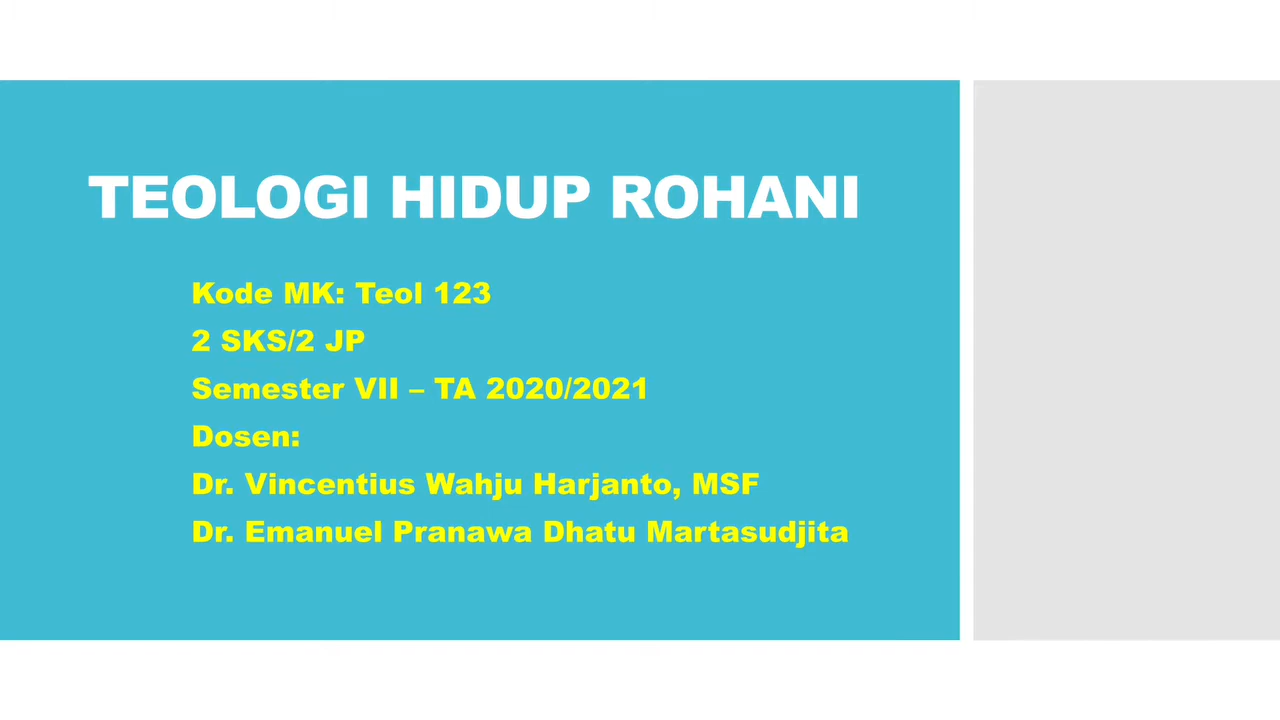 TEOLOGI HIDUP ROHANI
Kode MK: Teol 123
2 SKS/2 JP
Semester VII – TA 2020/2021
Dosen:
Dr. Vincentius Wahju Harjanto, MSF
Dr. Emanuel Pranawa Dhatu Martasudjita